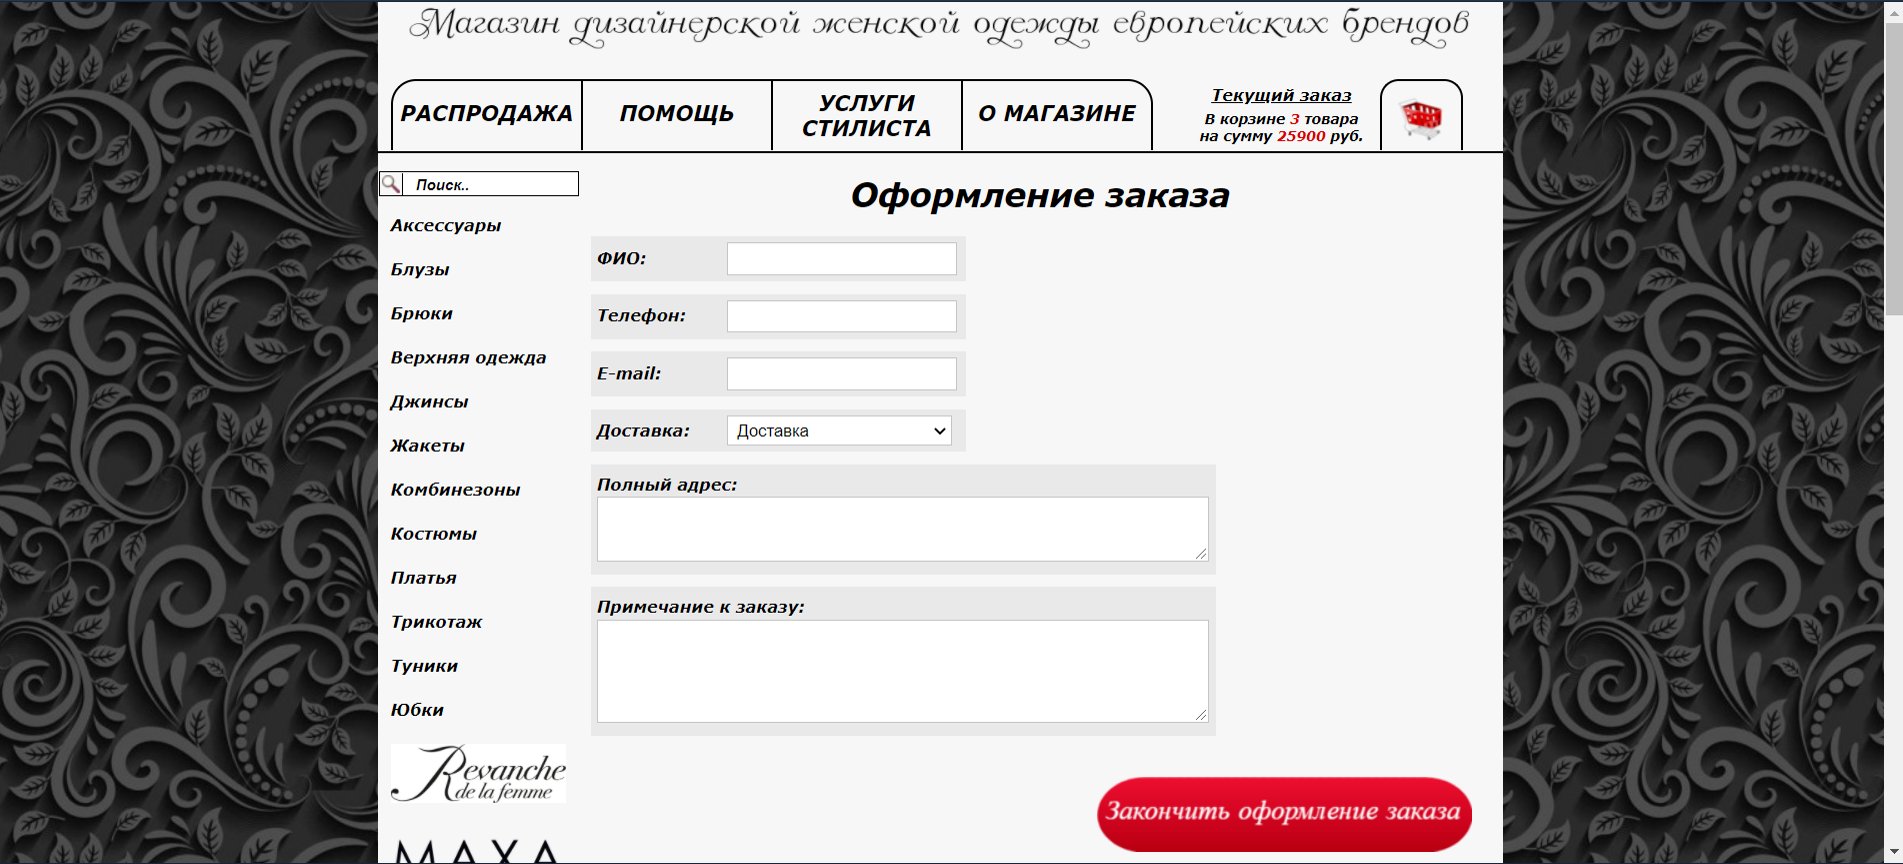 Магазин дизайнерской женской одежды европейских брендов
РАСПРОДАЖА
ПОМОЩЬ
УСЛУГИ
СТИЛИСТА
О МАГАЗИНЕ
Текущий заказ
В корзине 3 товара
на сумму 25900 руб.
Поиск..
Аксессуары
Блузы
Брюки
Верхняя одежда
Джинсы
Жакеты
Комбинезоны
Костюмы
Платья
Трикотаж
Туники
Юбки
Revanche
de la femme
MAXA
Оформление заказа
ФИО:
Телефон:
E-mail:
Доставка: Доставка
Полный адрес:
Примечание к заказу:
Закончить оформление заказа